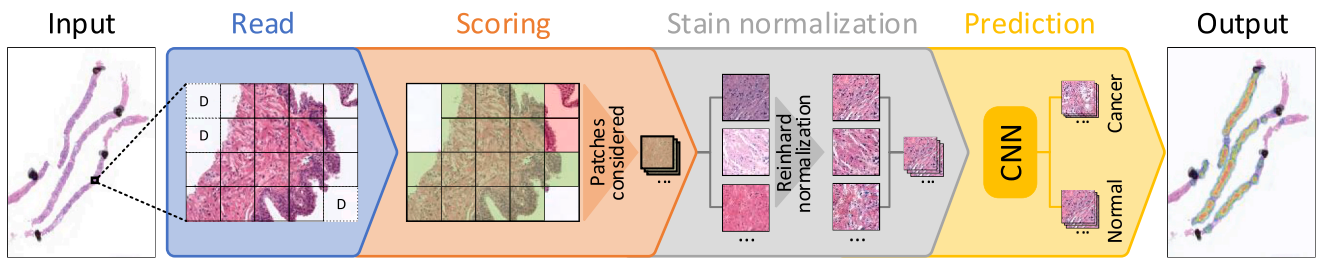 Input
Read
Scoring
Stain normalization
Prediction
Output
D
D
D
Patches
considered
...
Reinhard
normalization
...
...
...
CNN
...
Cancer
...
Normal